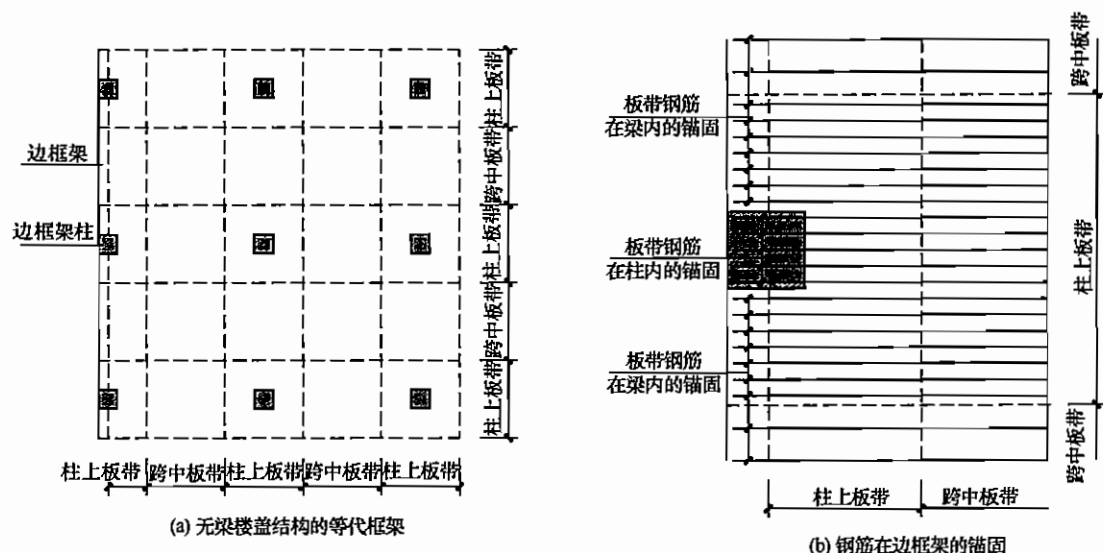 边框架
边框架柱
柱上板带
跨中板带
柱上板带
跨中板带
柱上板带
柱上板带
跨中板带
柱上板带
跨中板带
柱上板带
(a) 无梁楼盖结构的等代框架
板带钢筋
在梁内的锚固
板带钢筋
在柱内的锚固
板带钢筋
在梁内的锚固
跨中板带
柱上板带
跨中板带
柱上板带
跨中板带
(b) 钢筋在边框架的锚固